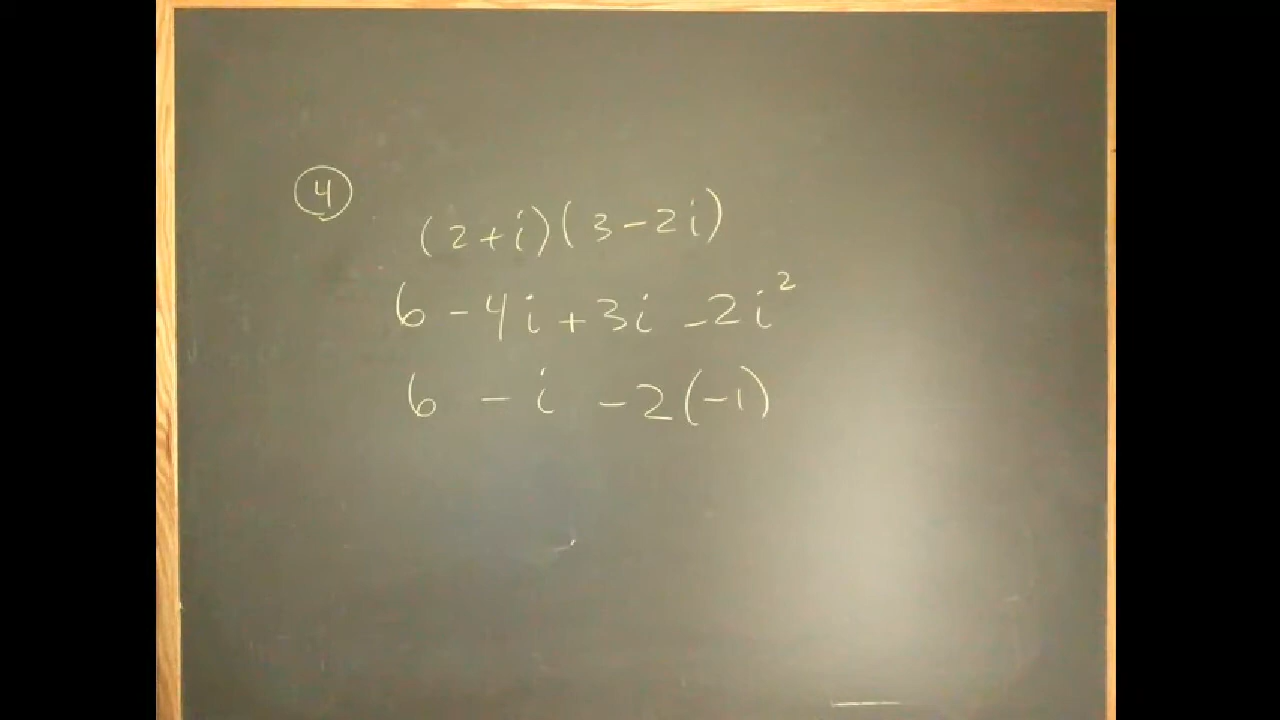 4
(2+i)(3-2i)
6 - 4i + 3i - 2i²
6 - i - 2(-1)